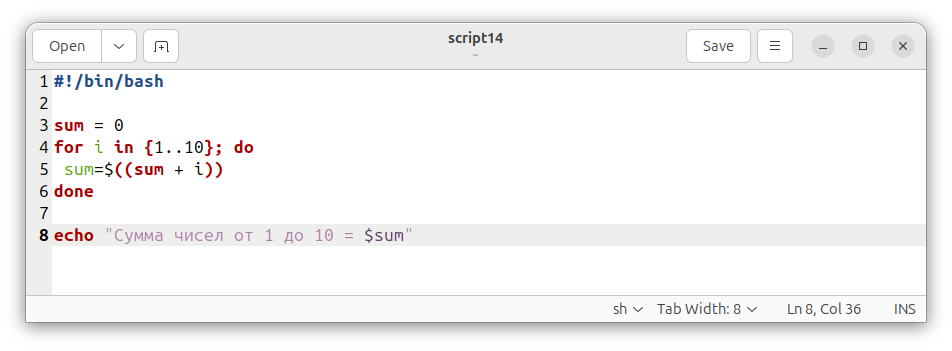 Open
script14
~
Save
1 #!/bin/bash
2
3 sum = 0
4 for i in {1..10}; do
5  sum=$((sum + i))
6 done
7
8 echo "Сумма чисел от 1 до 10 = $sum"
sh Tab Width: 8 Ln 8, Col 36 INS